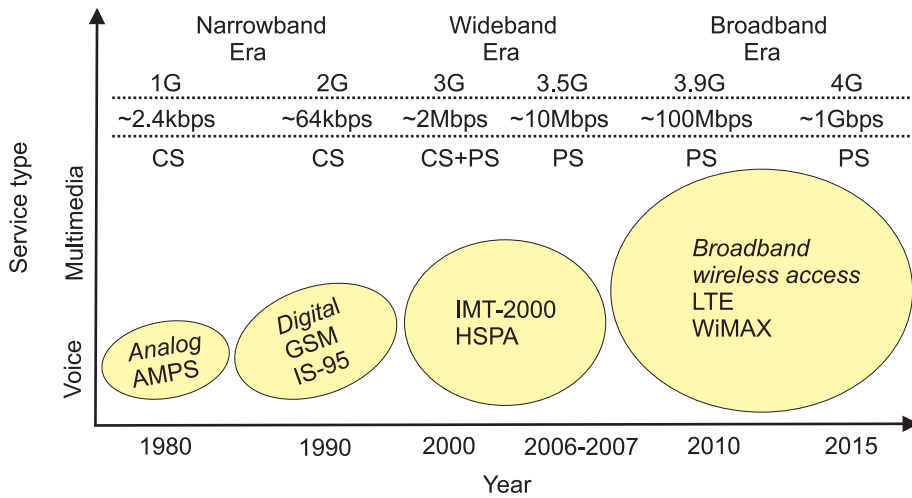 Narrowband Era
Wideband Era
Broadband Era
1G 2G 3G 3.5G 3.9G 4G
~2.4kbps ~64kbps ~2Mbps ~10Mbps ~100Mbps ~1Gbps
CS CS CS+PS PS PS PS
Service type
Multimedia
Voice
Analog
AMPS
Digital
GSM
IS-95
IMT-2000
HSPA
Broadband
wireless access
LTE
WiMAX
1980 1990 2000 2006-2007 2010 2015
Year